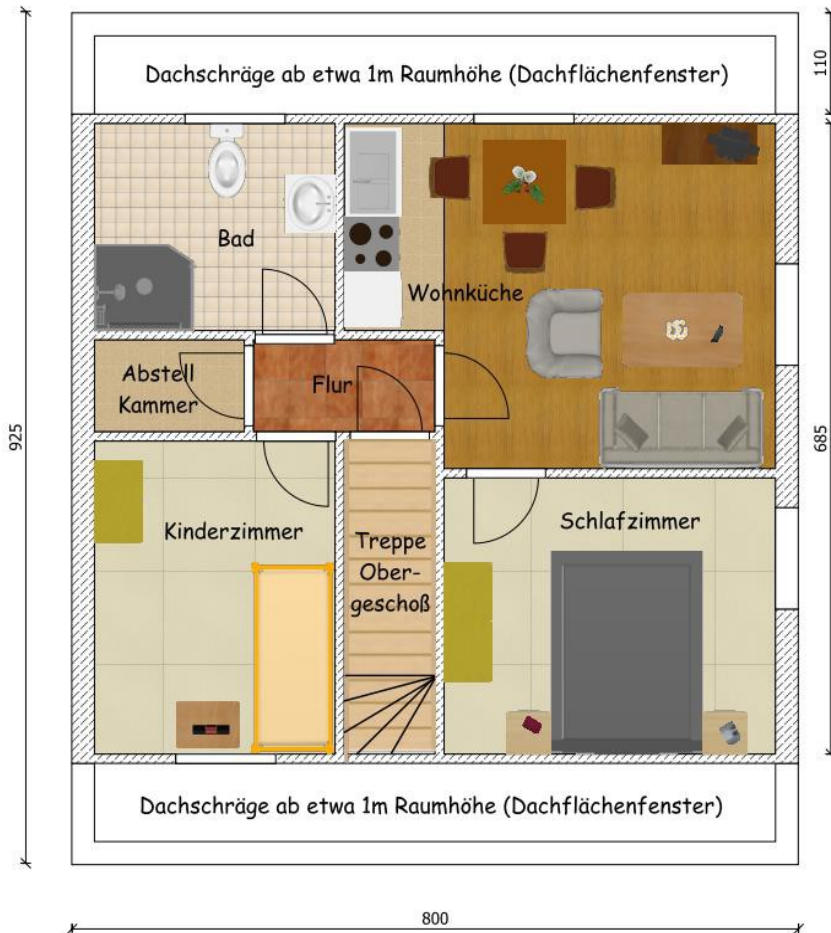 110
Dachschräge ab etwa 1m Raumhöhe (Dachflächenfenster)
Bad
Wohnküche
Abstell
Kammer
Flur
925
685
Kinderzimmer
Treppe
Ober-
geschoß
Schlafzimmer
Dachschräge ab etwa 1m Raumhöhe (Dachflächenfenster)
800